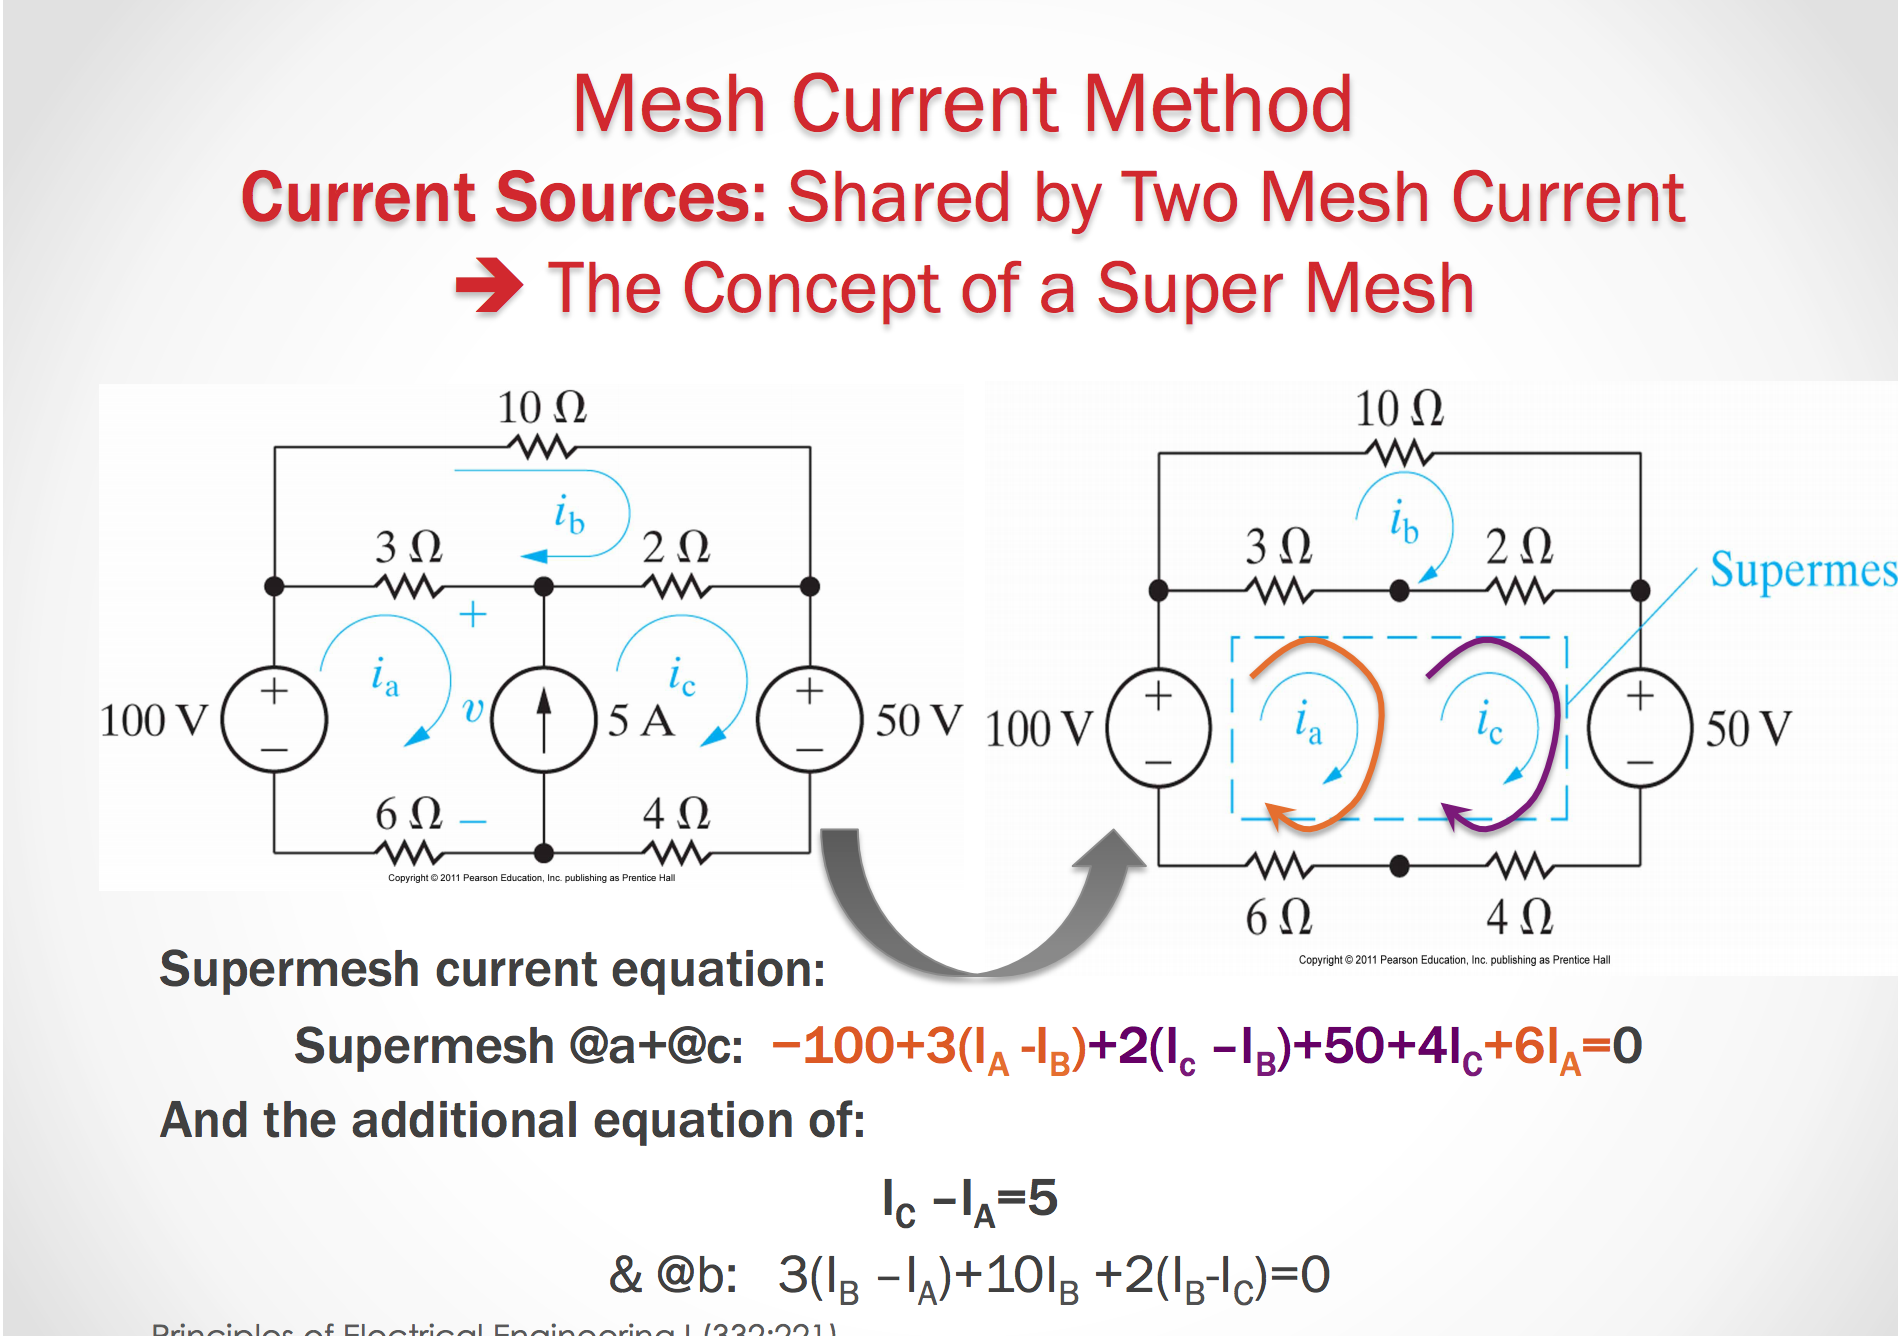 Mesh Current Method
Current Sources: Shared by Two Mesh Current
➔ The Concept of a Super Mesh
10 Ω
i_b
3 Ω
2 Ω
+
i_a
i_c
100 V
+
−
v
5 A
+
−
50 V
6 Ω
−
4 Ω
Copyright © 2011 Pearson Education, Inc. publishing as Prentice Hall
10 Ω
i_b
3 Ω
2 Ω
Supermes
i_a
i_c
100 V
+
−
+
−
50 V
6 Ω
4 Ω
Copyright © 2011 Pearson Education, Inc. publishing as Prentice Hall
Supermesh current equation:
Supermesh @a+@c: −100+3(I_A -I_B)+2(I_c –I_B)+50+4I_C+6I_A=0
And the additional equation of:
I_C –I_A=5
& @b: 3(I_B –I_A)+10I_B +2(I_B-I_C)=0
Principles of Electrical Engineering I (332:221)